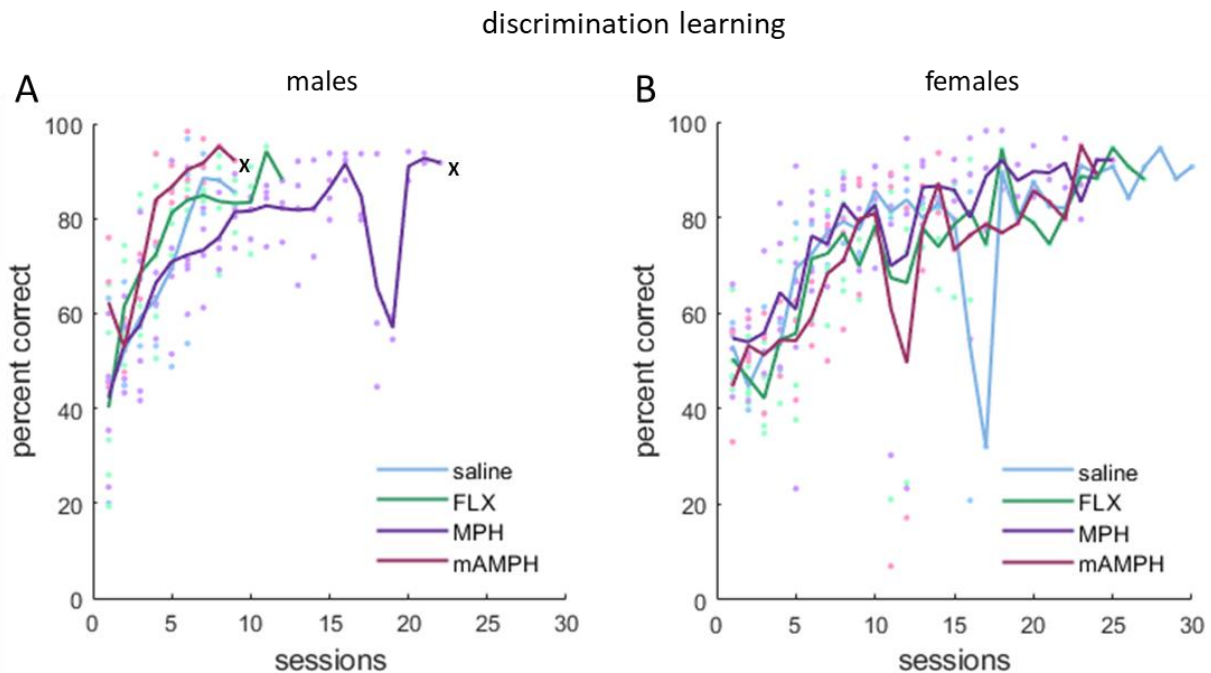 discrimination learning
A
males
percent correct
100
80
60
40
20
0
x
x
saline
FLX
MPH
mAMPH
0 5 10 15 20 25 30
sessions
B
females
percent correct
100
80
60
40
20
0
saline
FLX
MPH
mAMPH
0 5 10 15 20 25 30
sessions